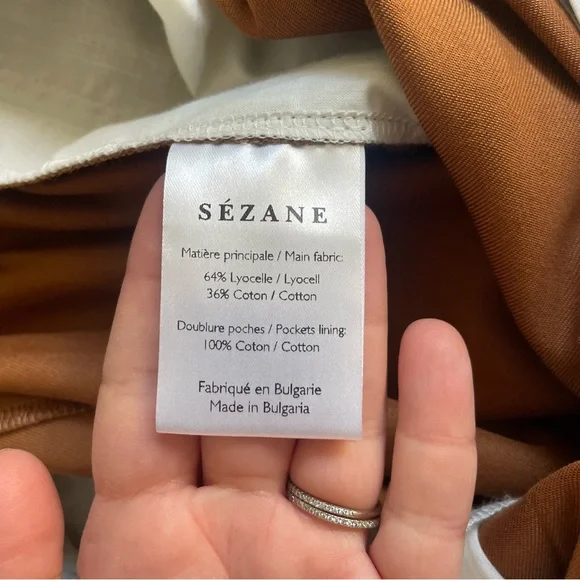 SÉZANE
Matière principale / Main fabric:
64% Lyocelle / Lyocell
36% Coton / Cotton
Doublure poches / Pockets lining:
100% Coton / Cotton
Fabriqué en Bulgarie
Made in Bulgaria